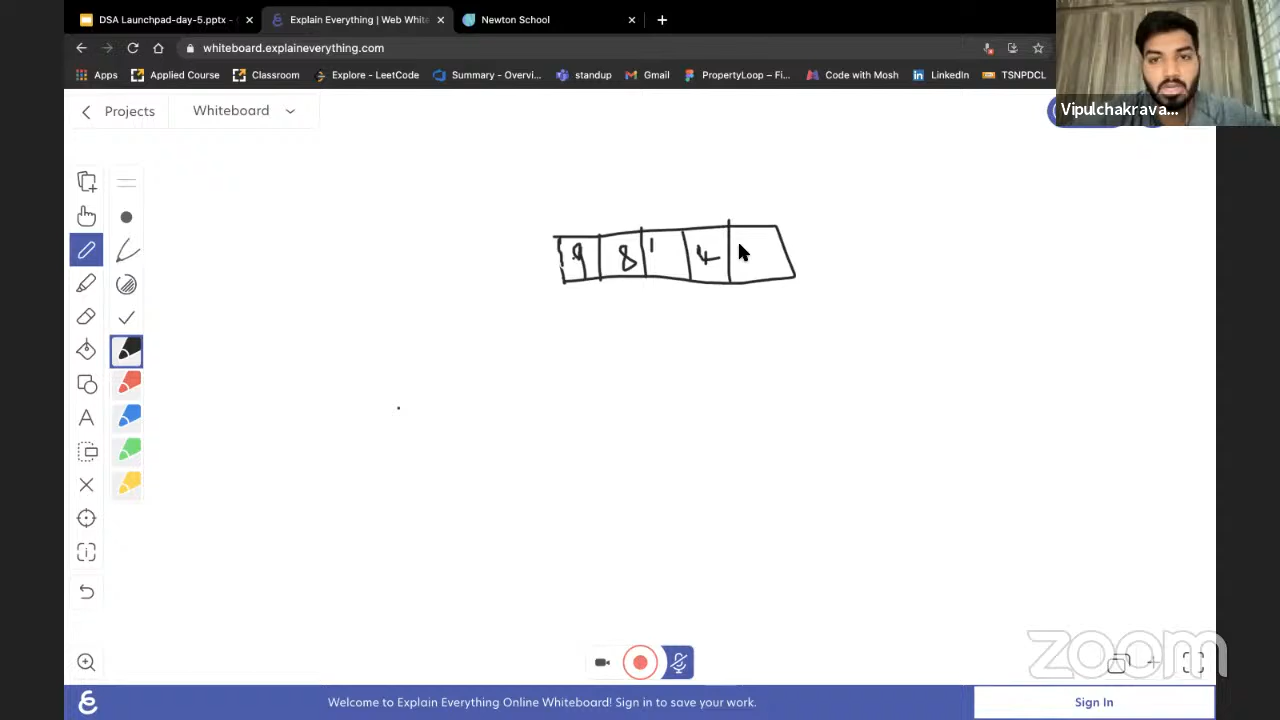 DSA Launchpad-day-5.pptx -
Explain Everything | Web White
Newton School
whiteboard.explaineverything.com
Apps
Applied Course
Classroom
Explore - LeetCode
Summary - Overvi...
standup
Gmail
PropertyLoop – Fi...
Code with Mosh
LinkedIn
TSNPDCL
Vipulchakrava...
Projects
Whiteboard
9 8 1 4
A
zoom
Welcome to Explain Everything Online Whiteboard! Sign in to save your work.
Sign In